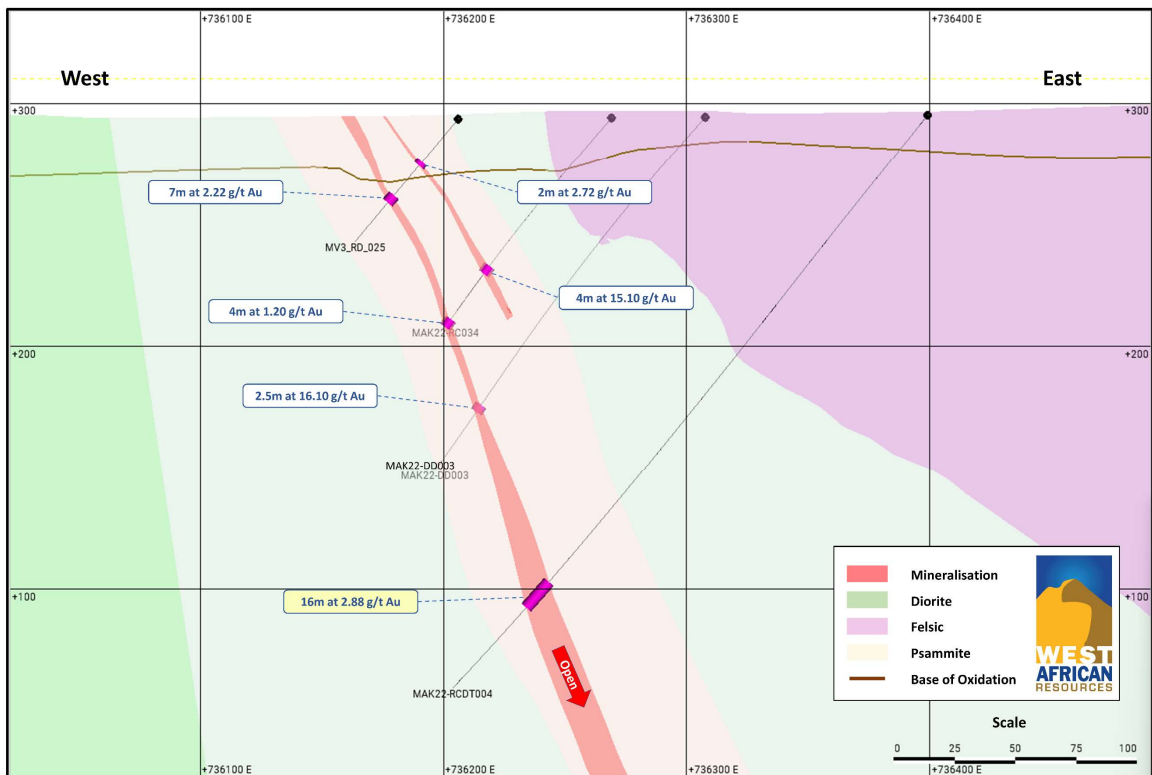 +736100 E
+736200 E
+736300 E
+736400 E
West
East
+300
+300
7m at 2.22 g/t Au
2m at 2.72 g/t Au
MV3_RD_025
4m at 15.10 g/t Au
4m at 1.20 g/t Au
MAK22-RC034
+200
+200
2.5m at 16.10 g/t Au
MAK22-DD003
MAK22-DD003
+100
+100
16m at 2.88 g/t Au
Open
MAK22-RCDT004
Mineralisation
Diorite
Felsic
Psammite
Base of Oxidation
WEST
AFRICAN
RESOURCES
Scale
0 25 50 75 100
+736100 E
+736200 E
+736300 E
+736400 E